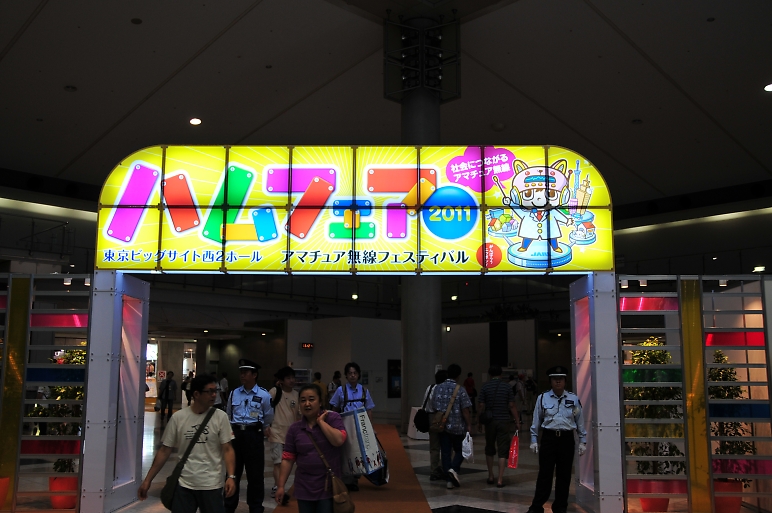 ハムフェア
2011
社会につながる
アマチュア無線
東京ビッグサイト西2ホール
アマチュア無線フェスティバル
JARL